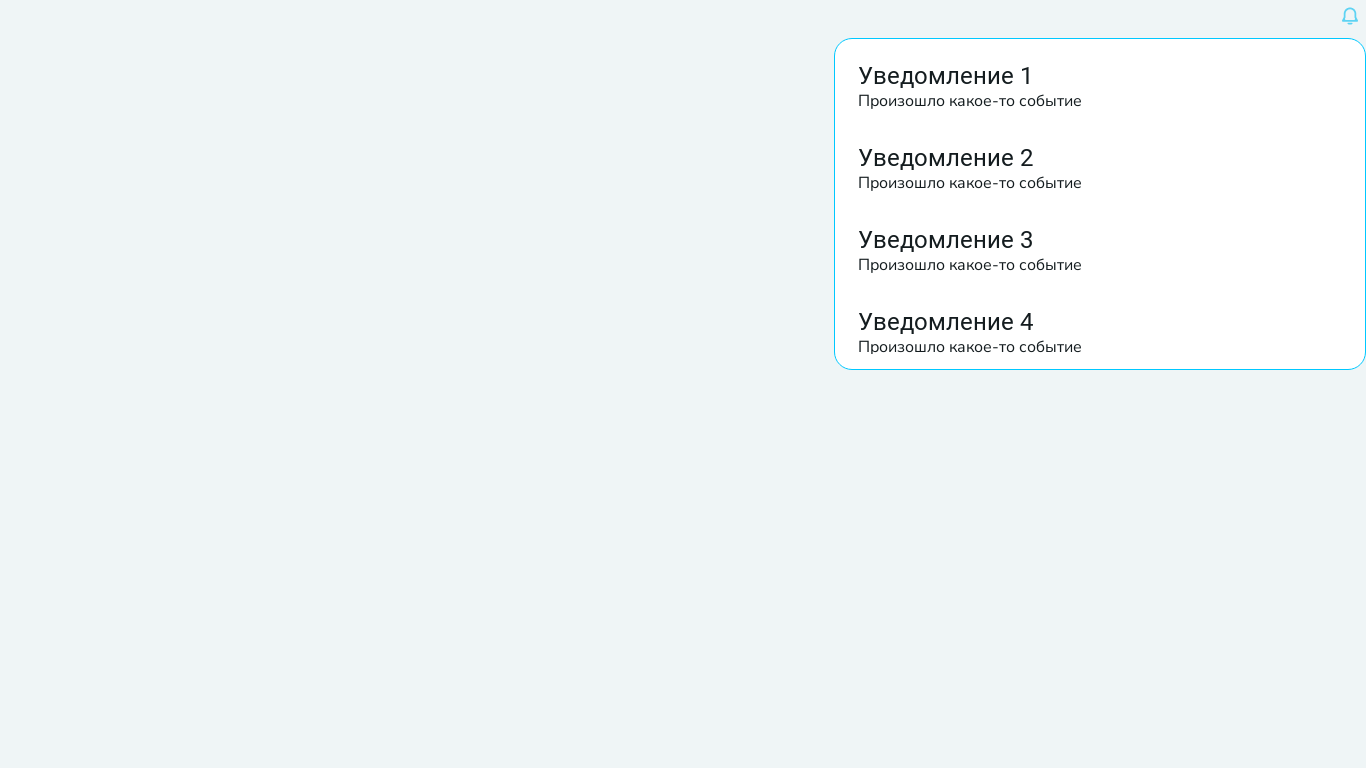 Уведомление 1
Произошло какое-то событие
Уведомление 2
Произошло какое-то событие
Уведомление 3
Произошло какое-то событие
Уведомление 4
Произошло какое-то событие